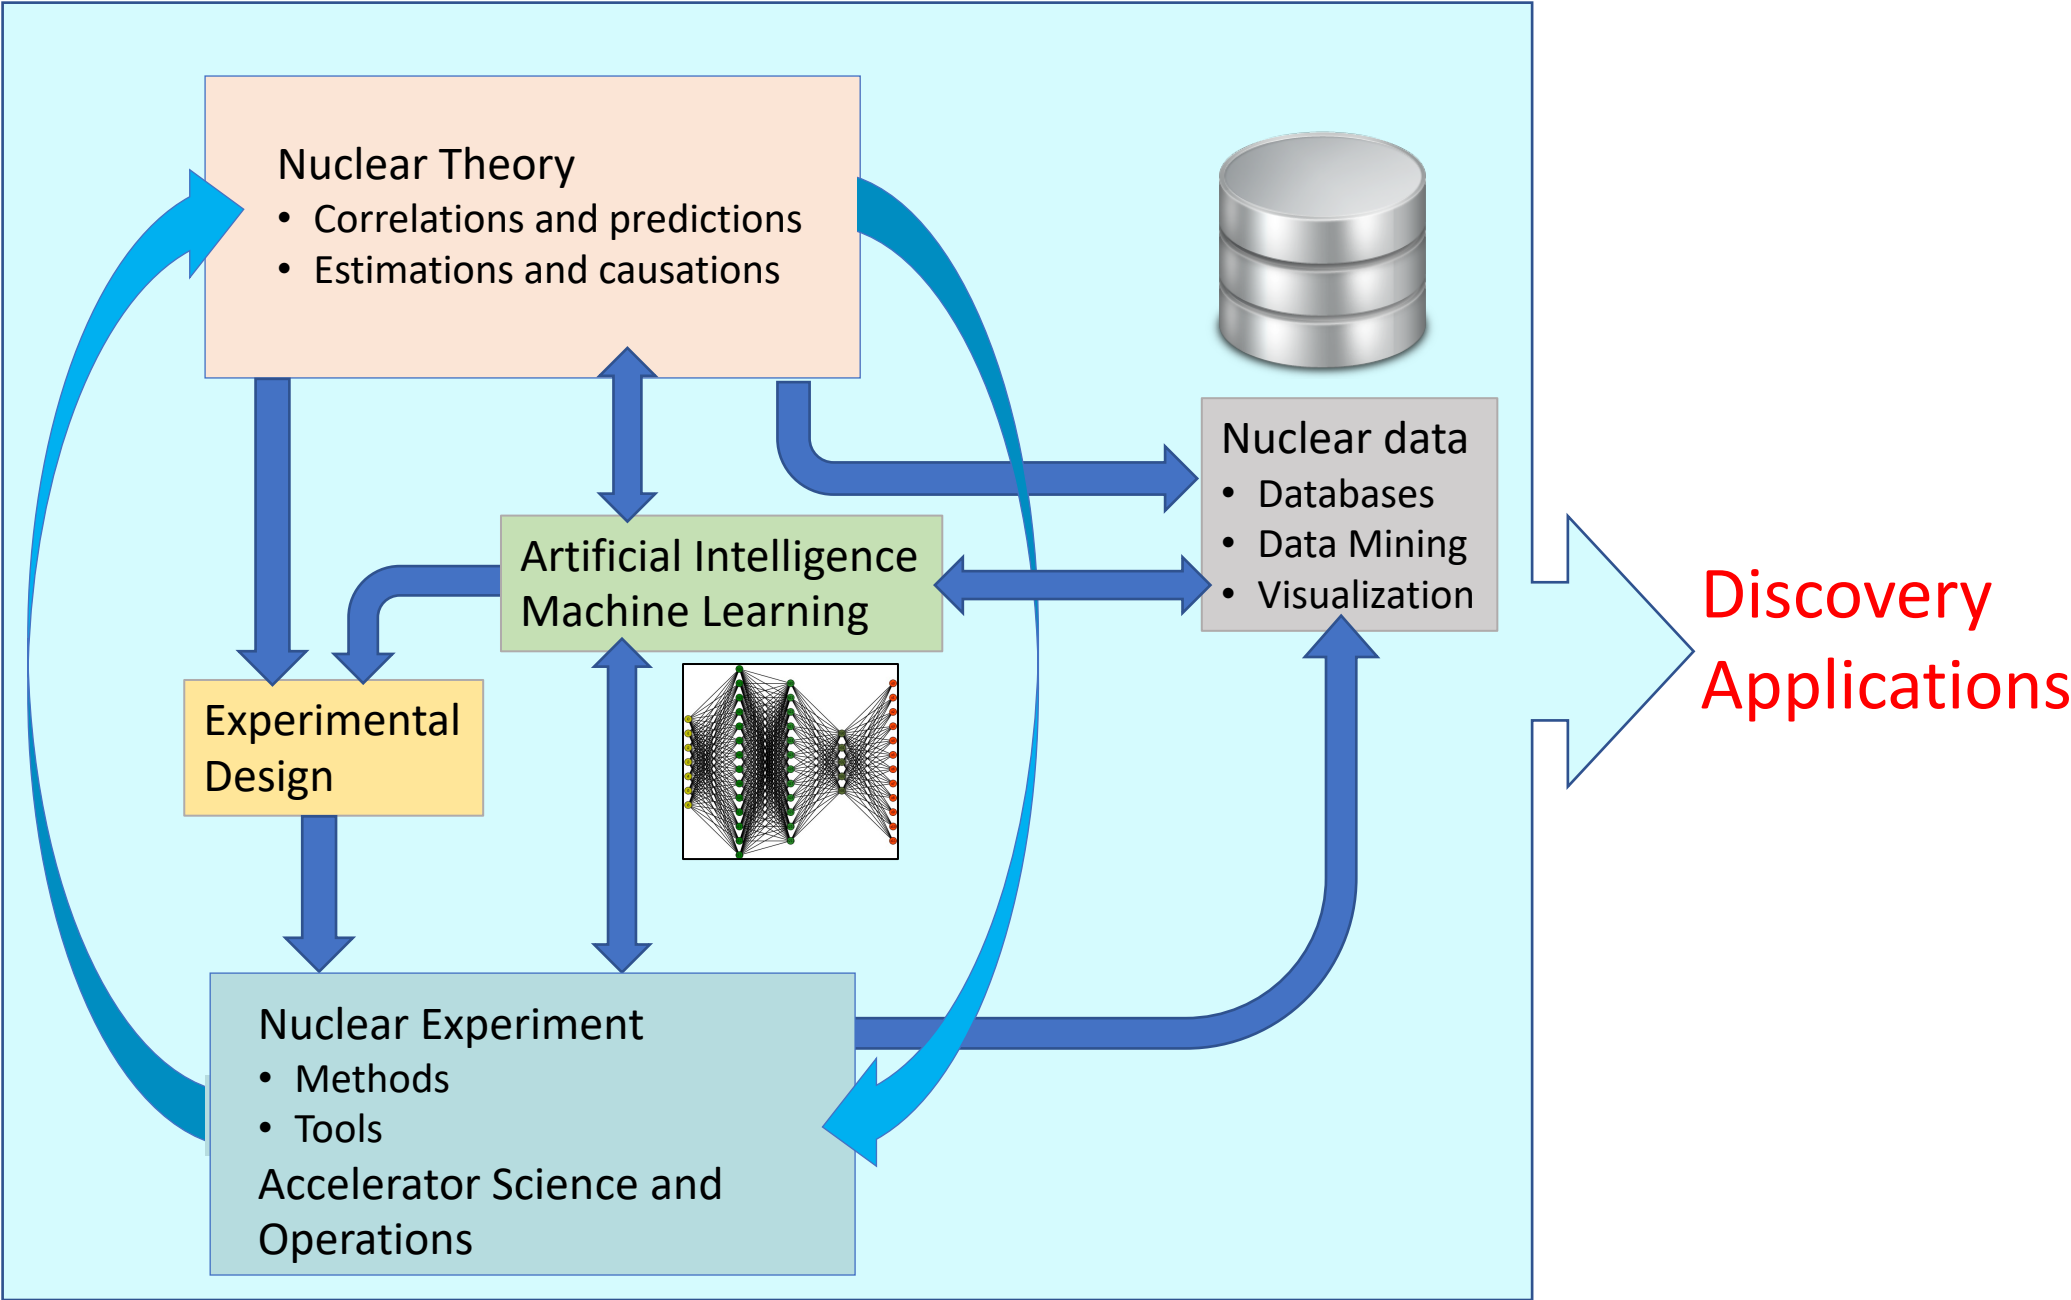 Nuclear Theory
• Correlations and predictions
• Estimations and causations
Nuclear data
• Databases
• Data Mining
• Visualization
Artificial Intelligence
Machine Learning
Discovery
Applications
Experimental
Design
Nuclear Experiment
• Methods
• Tools
Accelerator Science and
Operations